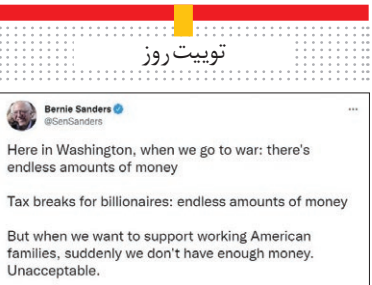 توییت روز
Bernie Sanders
@SenSanders
...
Here in Washington, when we go to war: there's
endless amounts of money
Tax breaks for billionaires: endless amounts of money
But when we want to support working American
families, suddenly we don't have enough money.
Unacceptable.